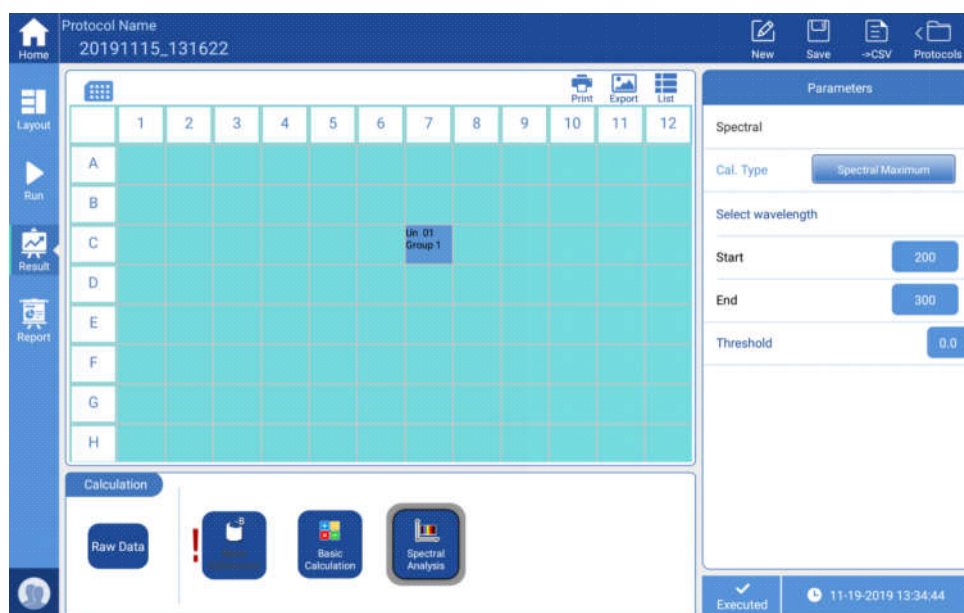 Protocol Name
20191115_131622
Home
New
Save
->CSV
Protocols
Layout
Run
Result
Report
Print
Export
List
1 2 3 4 5 6 7 8 9 10 11 12
A
B
C
D
E
F
G
H
Un 01
Group 1
Calculation
Raw Data
!
-B
Basic
Calculation
Spectral
Analysis
Parameters
Spectral
Cal. Type
Spectral Maximum
Select wavelength
Start
200
End
300
Threshold
0.0
Executed
11-19-2019 13:34:44